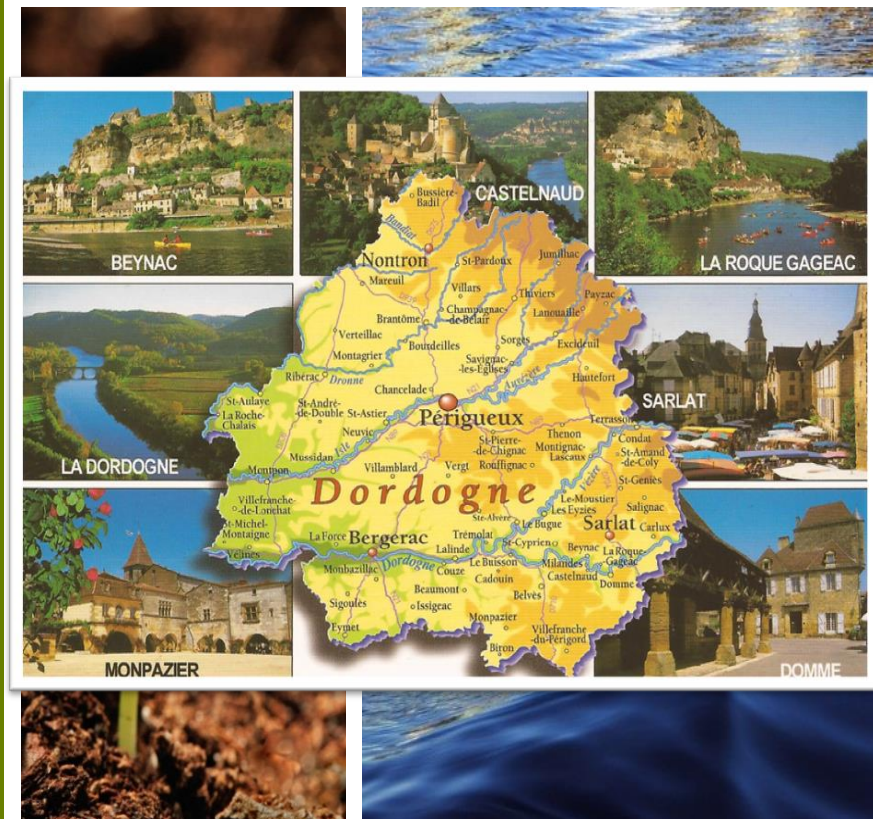 BEYNAC
CASTELNAUD
LA ROQUE GAGEAC
LA DORDOGNE
SARLAT
MONPAZIER
DOMME
Bussière-
Badil
Bandiat
Nontron
St-Pardoux
Jumilhac
Mareuil
Villars
Thiviers
Payzac
Champagnac-
de-Belair
Lanouaille
Brantôme
Verteillac
Bourdeilles
Sorges
Excideuil
Montagrier
Savignac-
les-Eglises
Ribérac
Dronne
Auvézère
Hautefort
Chancelade
St-Aulaye
La Roche-
Chalais
St-André-
de-Double
St-Astier
Périgueux
Terrasson
Neuvic
St-Pierre-
de-Chignac
Thenon
Condat
Mussidan
Isle
Montignac-
Lascaux
St-Amand
-de-Coly
Montpon
Villamblard
Vergt
Rouffignac
Vézère
St-Geniès
Dordogne
Villefranche-
de-Lonchat
Le-Moustier
Les Eyzies
Salignac
St-Michel-
Montaigne
Ste-Alvère
Le Bugue
Sarlat
Carlux
La Force
Bergerac
Trémolat
St-Cyprien
Vélines
Lalinde
Beynac
La Roque-
Gageac
Monbazillac
Dordogne
Couze
Le Buisson
Milandes
Cadouin
Castelnaud
Domme
Beaumont
Belvès
Sigoulès
Issigeac
Monpazier
Eymet
Villefranche
-du-Périgord
Biron